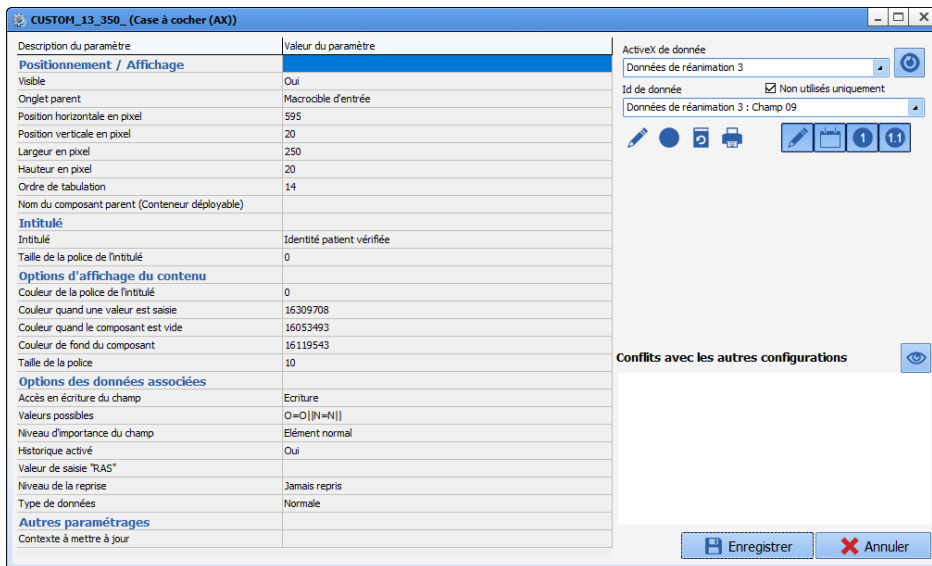 CUSTOM_13_350_ (Case à cocher (AX))
Description du paramètre Valeur du paramètre
Positionnement / Affichage
Visible Oui
Onglet parent Macrocible d'entrée
Position horizontale en pixel 595
Position verticale en pixel 20
Largeur en pixel 250
Hauteur en pixel 20
Ordre de tabulation 14
Nom du composant parent (Conteneur déployable)
Intitulé
Intitulé Identité patient vérifiée
Taille de la police de l'intitulé 0
Options d'affichage du contenu
Couleur de la police de l'intitulé 0
Couleur quand une valeur est saisie 16309708
Couleur quand le composant est vide 16053493
Couleur de fond du composant 16119543
Taille de la police 10
Options des données associées
Accès en écriture du champ Ecriture
Valeurs possibles O=O||N=N||
Niveau d'importance du champ Elément normal
Historique activé Oui
Valeur de saisie "RAS"
Niveau de la reprise Jamais repris
Type de données Normale
Autres paramétrages
Contexte à mettre à jour
ActiveX de donnée
Données de réanimation 3
Id de donnée Non utilisés uniquement
Données de réanimation 3 : Champ 09
1 1.1
Conflits avec les autres configurations
Enregistrer Annuler